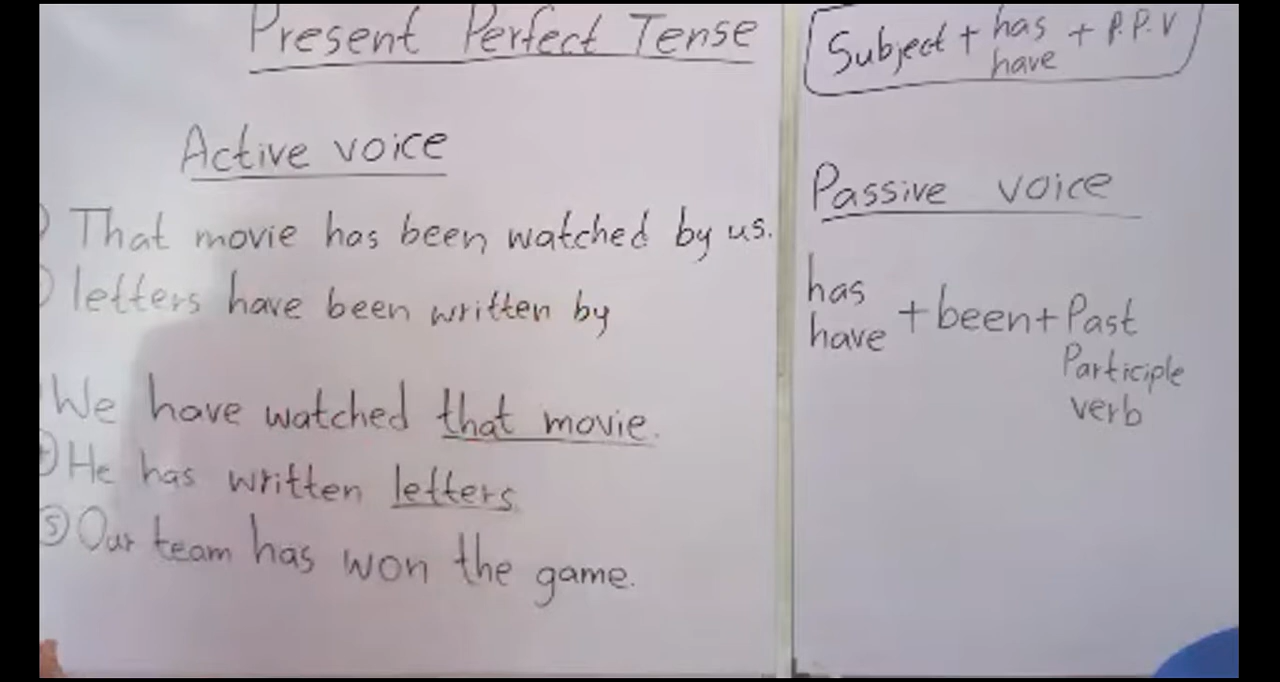 Present Perfect Tense
Active voice
) That movie has been watched by us.
) letters have been written by
We have watched that movie.
) He has written letters
⑤ Our team has won the game.
Subject + has have + P.P.V
Passive voice
has
have + been + Past
Participle
verb